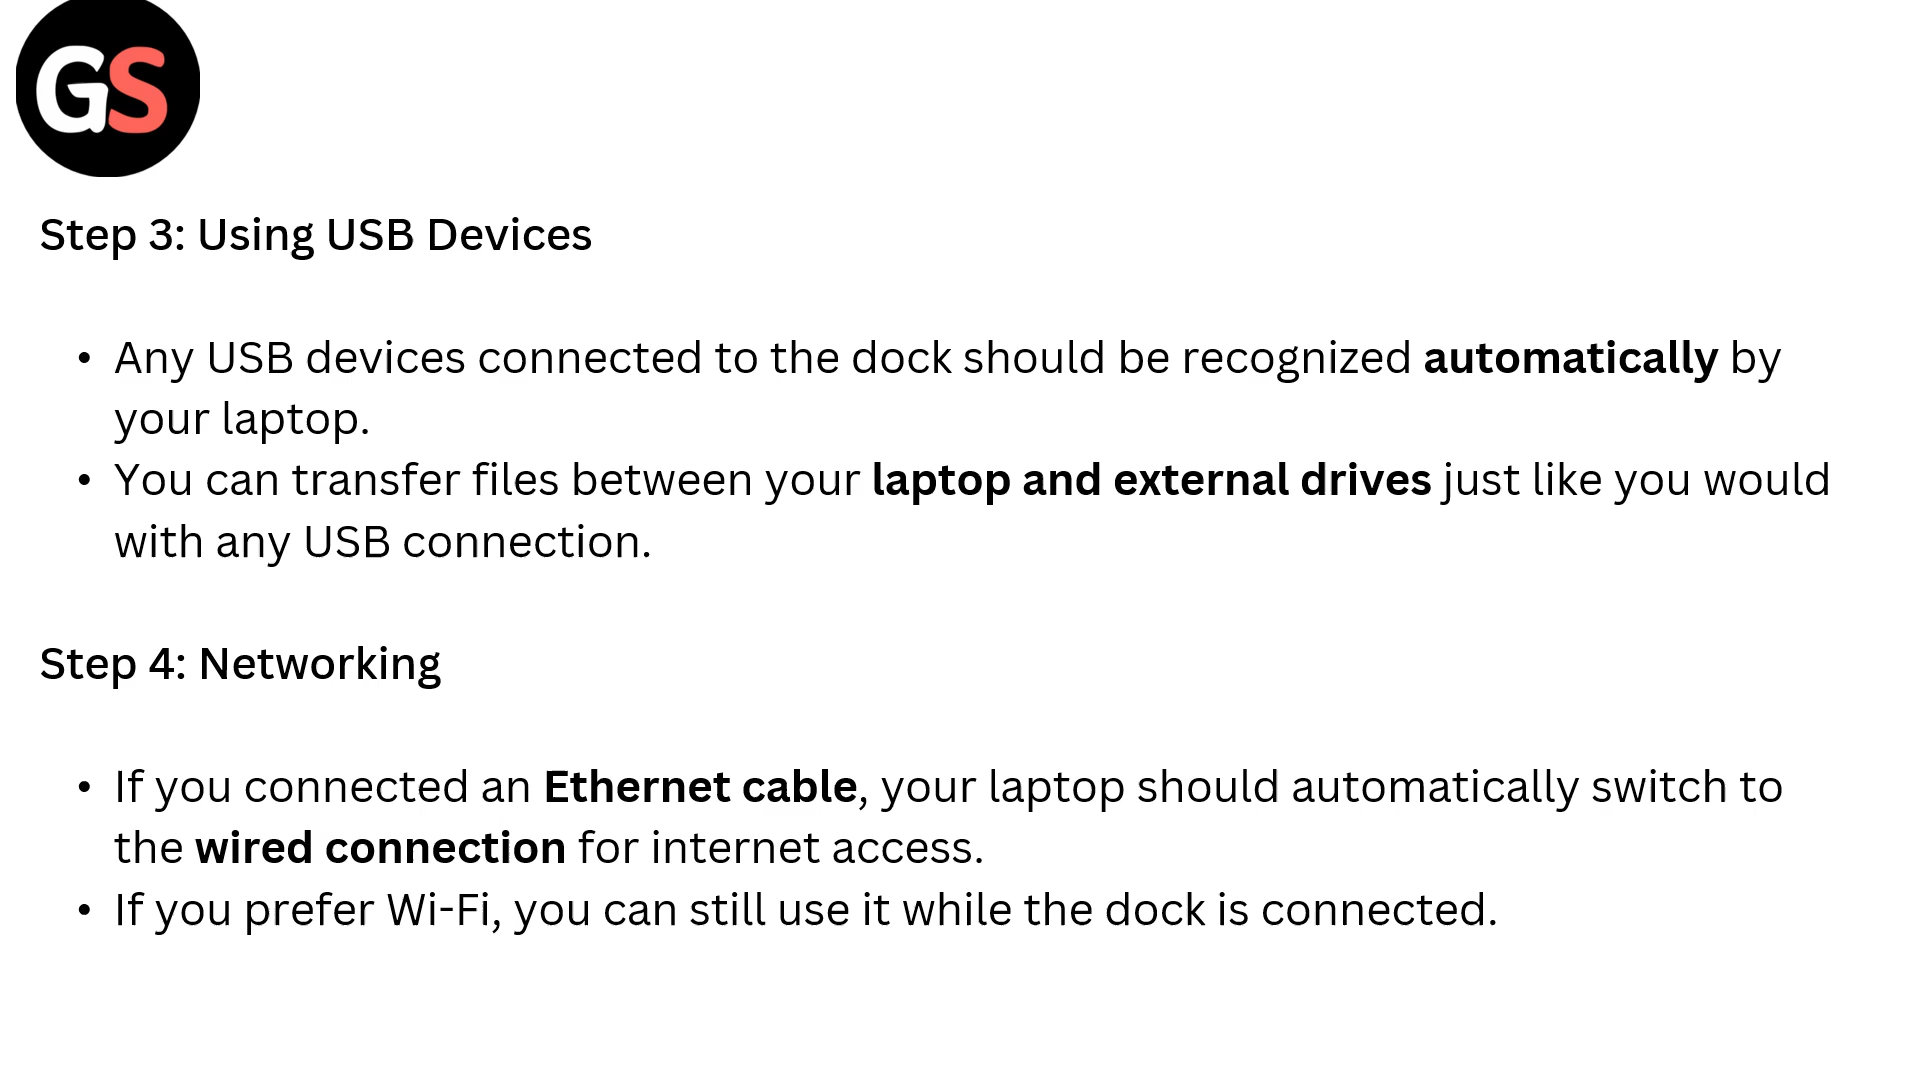 GS
Step 3: Using USB Devices
• Any USB devices connected to the dock should be recognized automatically by
your laptop.
• You can transfer files between your laptop and external drives just like you would
with any USB connection.
Step 4: Networking
• If you connected an Ethernet cable, your laptop should automatically switch to
the wired connection for internet access.
• If you prefer Wi-Fi, you can still use it while the dock is connected.